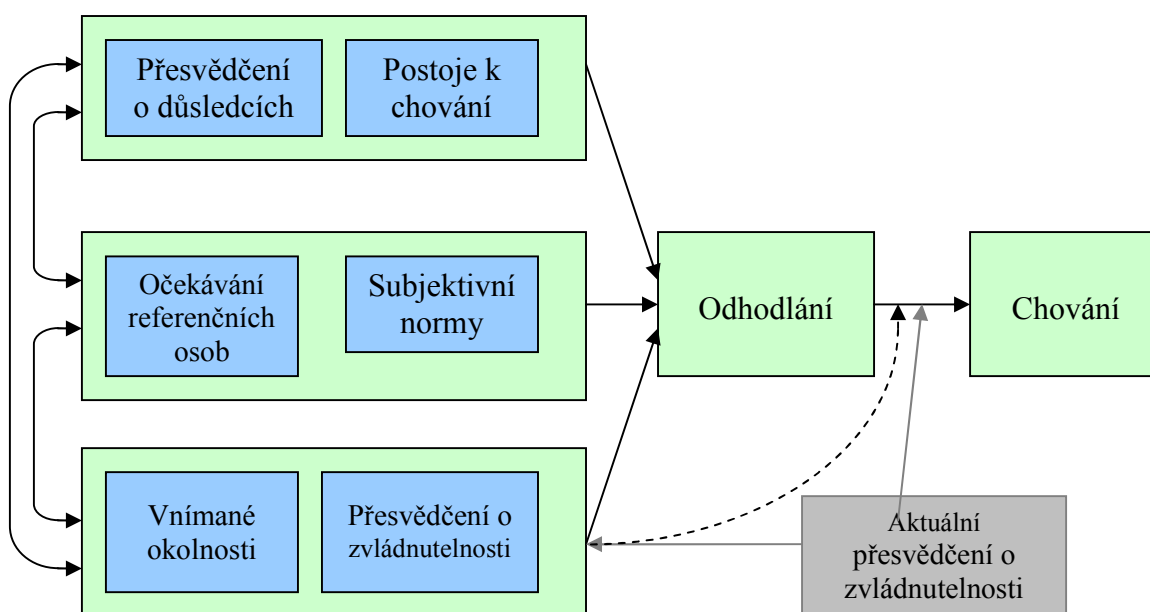 Přesvědčení
o důsledcích
Postoje k
chování
Očekávání
referenčních
osob
Subjektivní
normy
Odhodlání
Chování
Vnímané
okolnosti
Přesvědčení o
zvládnutelnosti
Aktuální
přesvědčení o
zvládnutelnosti